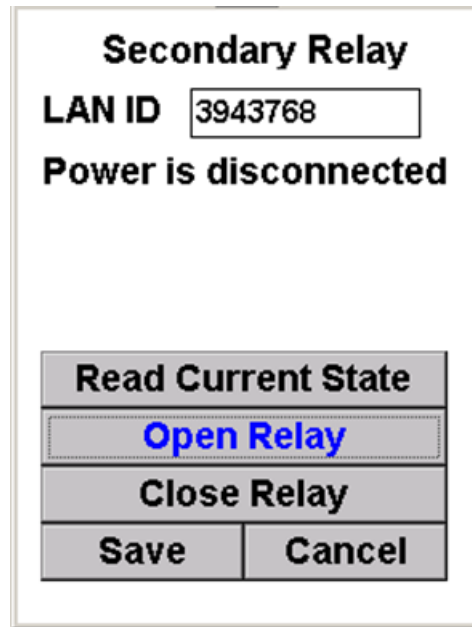 Secondary Relay
LAN ID 3943768
Power is disconnected
Read Current State
Open Relay
Close Relay
Save Cancel